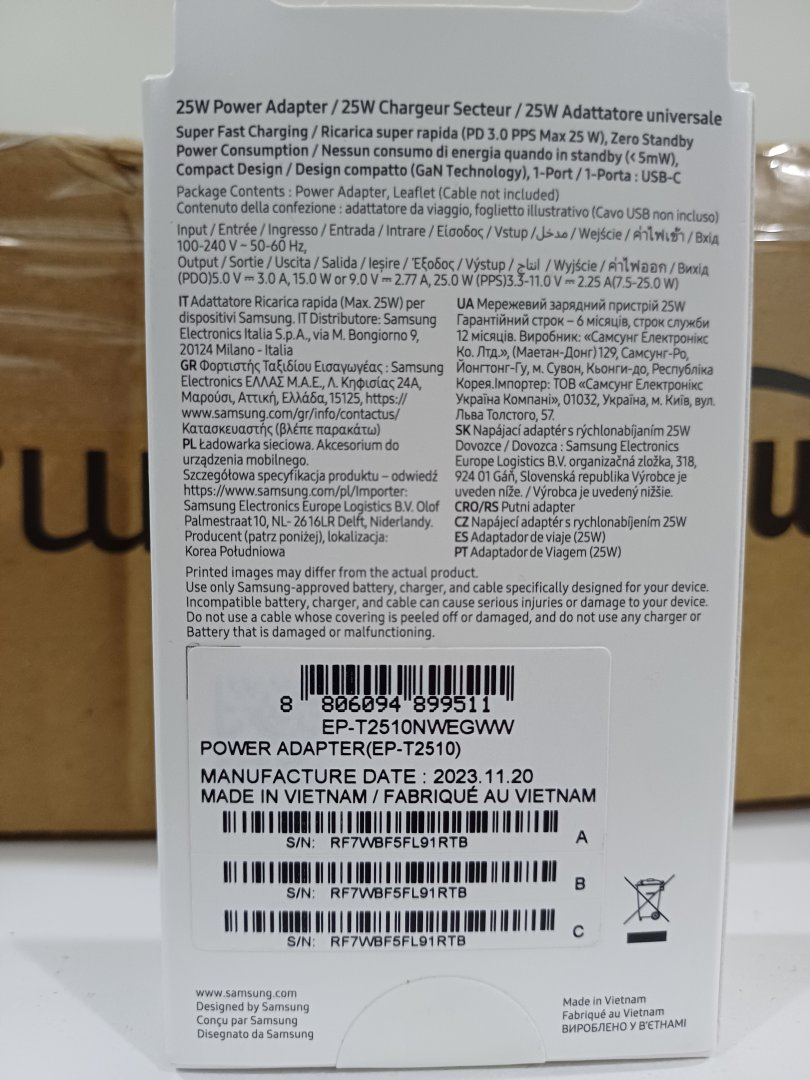 25W Power Adapter / 25W Chargeur Secteur / 25W Adattatore universale
Super Fast Charging / Ricarica super rapida (PD 3.0 PPS Max 25 W), Zero Standby
Power Consumption / Nessun consumo di energia quando in standby (< 5mW),
Compact Design / Design compatto (GaN Technology), 1-Port / 1-Porta : USB-C
Package Contents : Power Adapter, Leaflet (Cable not included)
Contenuto della confezione : adattatore da viaggio, foglietto illustrativo (Cavo USB non incluso)
Input / Entrée / Ingresso / Entrada / Intrare / Είσοδος / Vstup / مدخل / Wejście / ค่าไฟเข้า / Вхід
100-240 V ~ 50-60 Hz,
Output / Sortie / Uscita / Salida / Ieșire / Έξοδος / Výstup / انتاج / Wyjście / ค่าไฟออก / Вихид
(PDO)5.0 V ⎓ 3.0 A, 15.0 W or 9.0 V ⎓ 2.77 A, 25.0 W (PPS)3.3-11.0 V ⎓ 2.25 A(7.5-25.0 W)
IT Adattatore Ricarica rapida (Max. 25W) per
dispositivi Samsung. IT Distributore: Samsung
Electronics Italia S.p.A., via M. Bongiorno 9,
20124 Milano - Italia
GR Φορτιστής Ταξιδίου Εισαγωγέας : Samsung
Electronics ΕΛΛΑΣ Μ.Α.Ε., Λ. Κηφισίας 24Α,
Μαρούσι, Αττική, Ελλάδα, 15125, https://
www.samsung.com/gr/info/contactus/
Κατασκευαστής (βλέπε παρακάτω)
PL Ładowarka sieciowa. Akcesorium do
urządzenia mobilnego.
Szczegółowa specyfikacja produktu – odwiedź
https://www.samsung.com/pl/Importer:
Samsung Electronics Europe Logistics B.V. Olof
Palmestraat 10, NL- 2616LR Delft, Niderlandy.
Producent (patrz poniżej), lokalizacja:
Korea Południowa
UA Мережевий зарядний пристрій 25W
Гарантійний строк – 6 місяців, строк служби
12 місяців. Виробник: «Самсунг Електронікс
Ко. Лтд.», (Маетан-Донг) 129, Самсунг-Ро,
Йонгтонг-Гу, м. Сувон, Кьонги-до, Республіка
Корея.Імпортер: ТОВ «Самсунг Електронікс
Україна Компані», 01032, Україна, м. Київ, вул.
Льва Толстого, 57.
SK Napájací adaptér s rýchlonabíjaním 25W
Dovozce / Dovozca : Samsung Electronics
Europe Logistics B.V. organizačná zložka, 318,
924 01 Gáň, Slovenská republika Výrobce je
uveden níže. / Výrobca je uvedený nižšie.
CRO/RS Putni adapter
CZ Napájecí adaptér s rychlonabíjením 25W
ES Adaptador de viaje (25W)
PT Adaptador de Viagem (25W)
Printed images may differ from the actual product.
Use only Samsung-approved battery, charger, and cable specifically designed for your device.
Incompatible battery, charger, and cable can cause serious injuries or damage to your device.
Do not use a cable whose covering is peeled off or damaged, and do not use any charger or
Battery that is damaged or malfunctioning.
8 806094 899511
EP-T2510NWEGWW
POWER ADAPTER(EP-T2510)
MANUFACTURE DATE : 2023.11.20
MADE IN VIETNAM / FABRIQUÉ AU VIETNAM
S/N: RF7WBF5FL91RTB A
S/N: RF7WBF5FL91RTB B
S/N: RF7WBF5FL91RTB C
www.samsung.com
Designed by Samsung
Conçu par Samsung
Disegnato da Samsung
Made in Vietnam
Fabriqué au Vietnam
ВИРОБЛЕНО У В'ЄТНАМІ